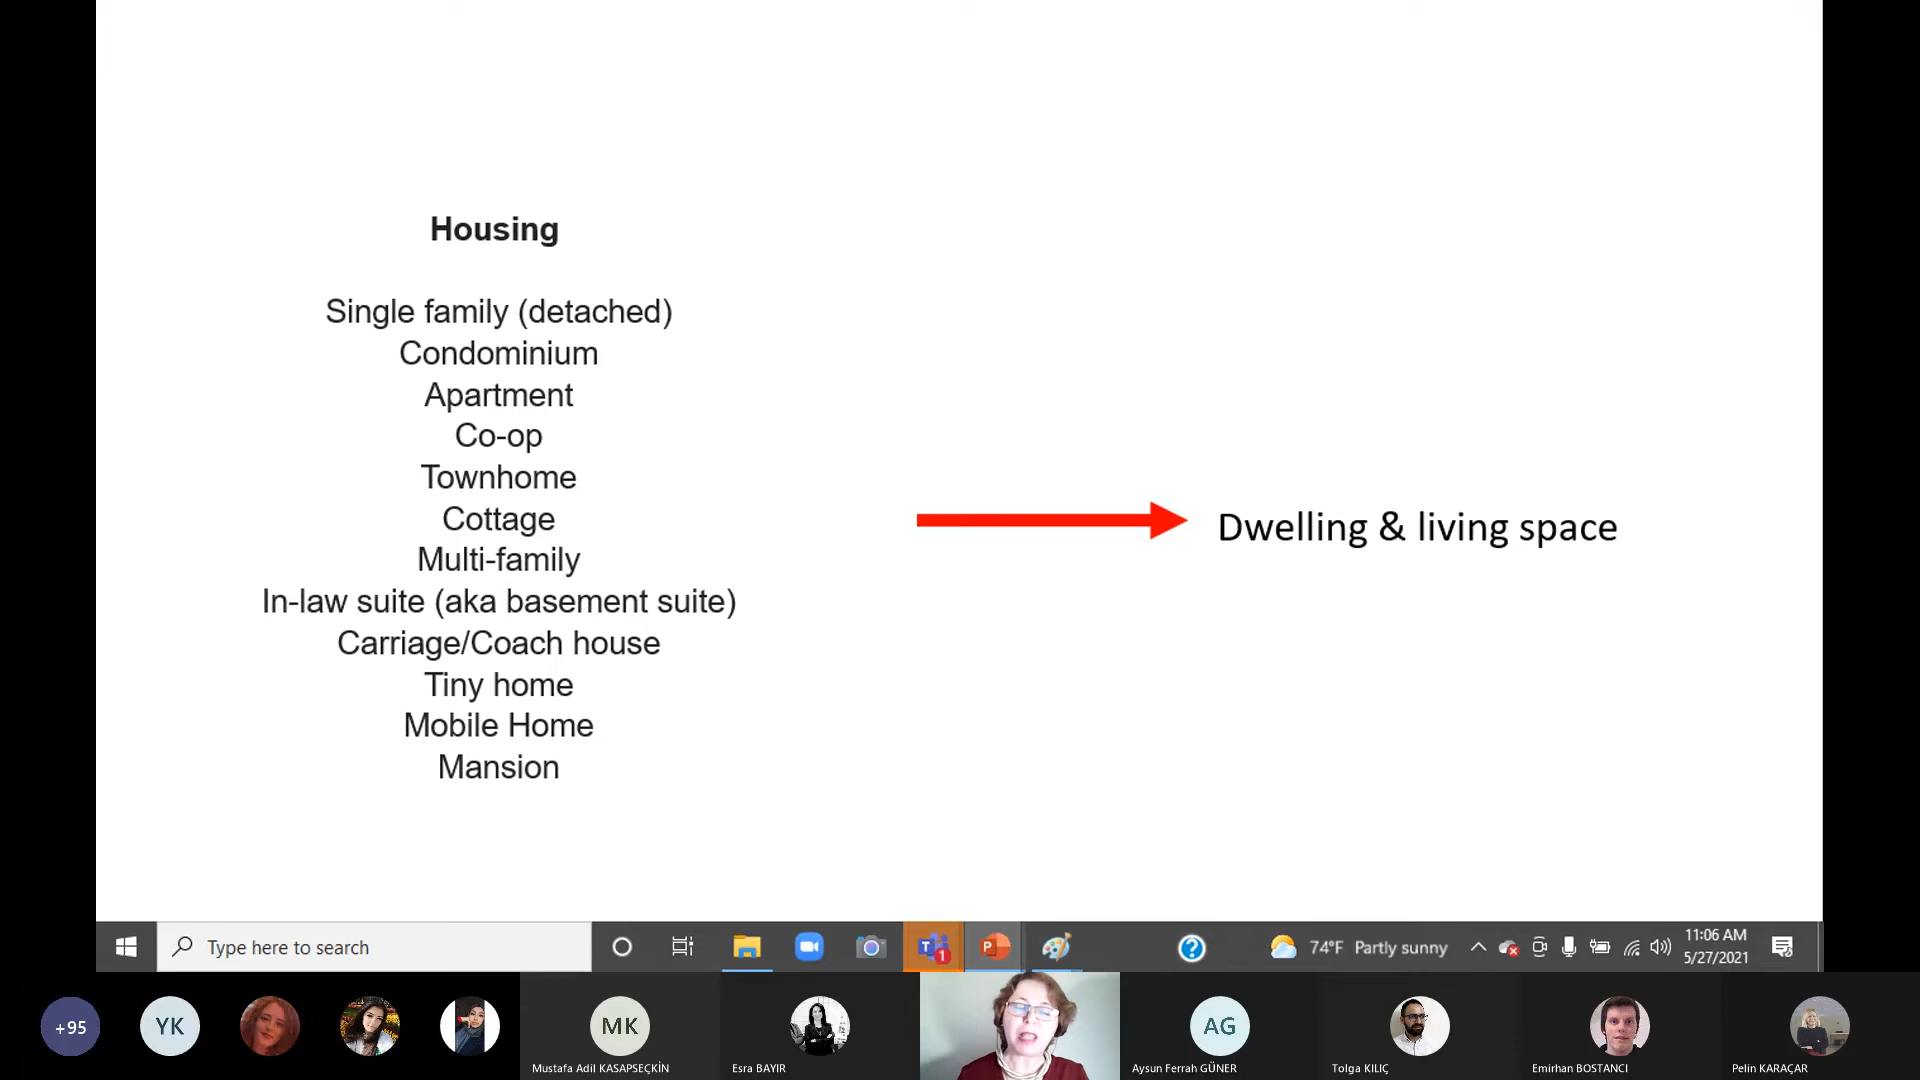 Housing
Single family (detached)
Condominium
Apartment
Co-op
Townhome
Cottage
Multi-family
In-law suite (aka basement suite)
Carriage/Coach house
Tiny home
Mobile Home
Mansion
Dwelling & living space
Type here to search
T
1
P
?
74°F Partly sunny
11:06 AM
5/27/2021
+95
YK
MK
AG
Mustafa Adil KASAPSEÇKİN
Esra BAYIR
Aysun Ferrah GÜNER
Tolga KILIÇ
Emirhan BOSTANCI
Pelin KARAÇAR